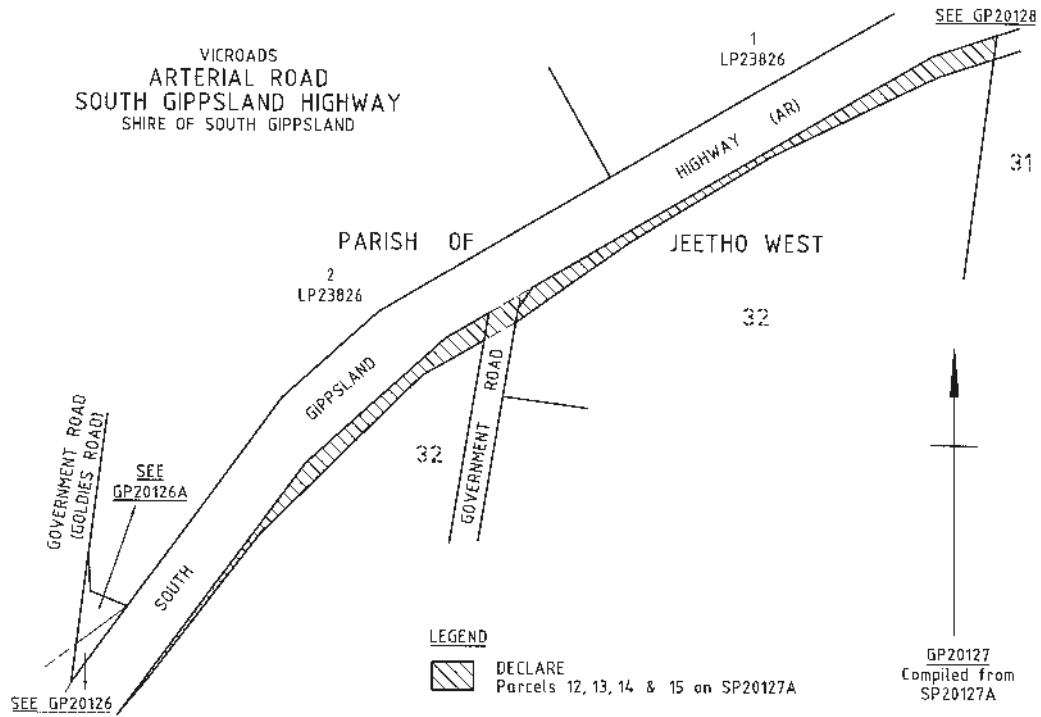 SEE GP20128
VICROADS
ARTERIAL ROAD
SOUTH GIPPSLAND HIGHWAY
SHIRE OF SOUTH GIPPSLAND
1
LP23826
HIGHWAY (AR)
31
PARISH OF JEETHO WEST
2
LP23826
32
GIPPSLAND
GOVERNMENT ROAD
32
GOVERNMENT ROAD
(GOLDIES ROAD)
SEE
GP20126A
SOUTH
SEE GP20126
LEGEND
DECLARE
Parcels 12, 13, 14 & 15 on SP20127A
GP20127
Compiled from
SP20127A